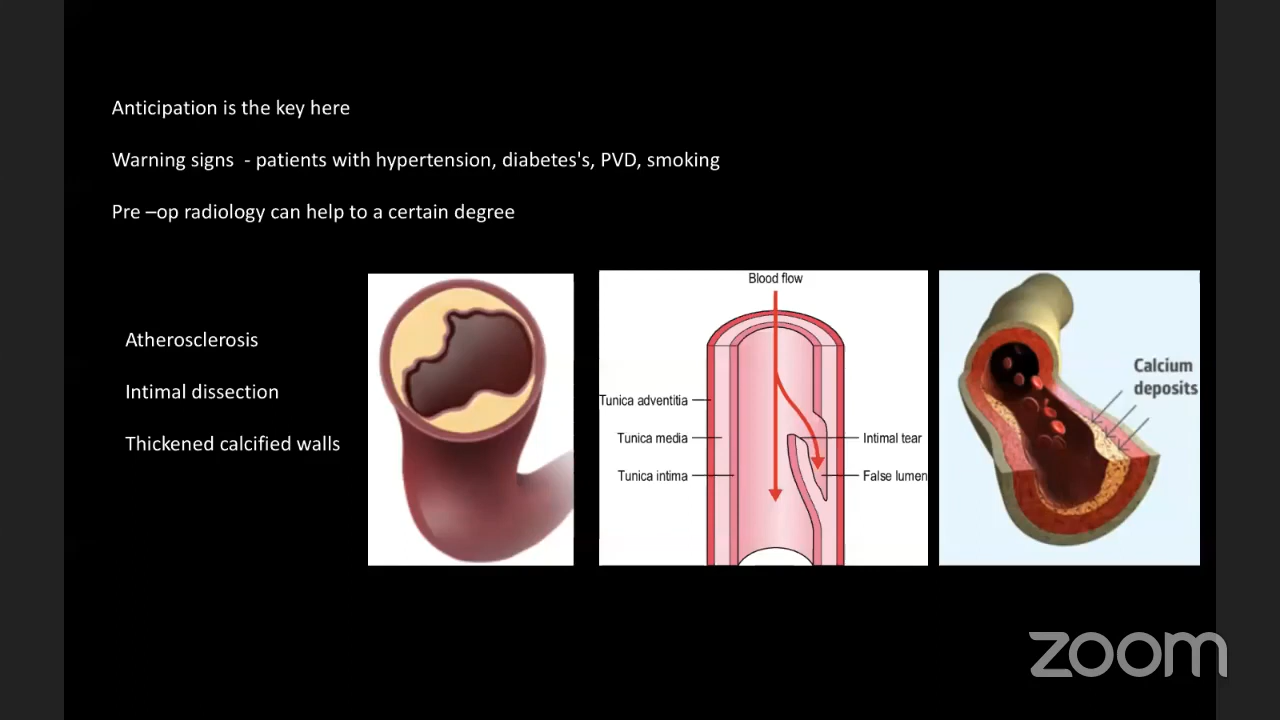 Anticipation is the key here
Warning signs - patients with hypertension, diabetes's, PVD, smoking
Pre –op radiology can help to a certain degree
Atherosclerosis
Intimal dissection
Thickened calcified walls
Blood flow
Tunica adventitia
Tunica media
Tunica intima
Intimal tear
False lumen
Calcium
deposits
zoom